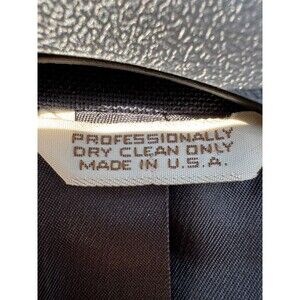 PROFESSIONALLY
DRY CLEAN ONLY
MADE IN U.S.A.